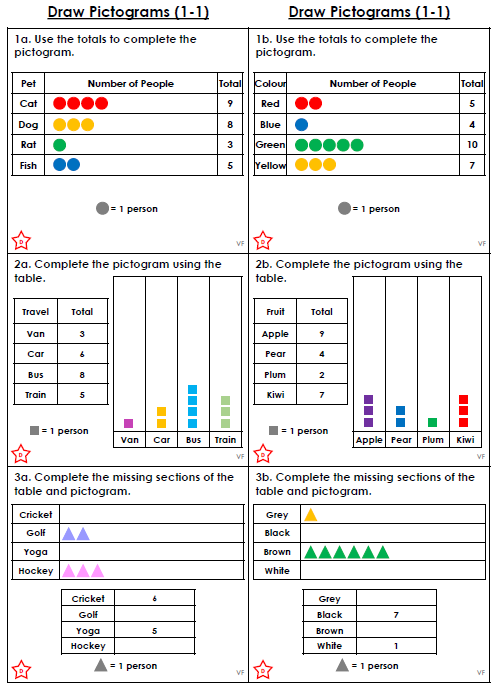 Draw Pictograms (1-1)
Draw Pictograms (1-1)
1a. Use the totals to complete the
pictogram.
Pet Number of People Total
Cat 9
Dog 8
Rat 3
Fish 5
= 1 person
D
VF
1b. Use the totals to complete the
pictogram.
Colour Number of People Total
Red 5
Blue 4
Green 10
Yellow 7
= 1 person
D
VF
2a. Complete the pictogram using the
table.
Travel Total
Van 3
Car 6
Bus 8
Train 5
= 1 person
Van Car Bus Train
D
VF
2b. Complete the pictogram using the
table.
Fruit Total
Apple 9
Pear 4
Plum 2
Kiwi 7
= 1 person
Apple Pear Plum Kiwi
D
VF
3a. Complete the missing sections of the
table and pictogram.
Cricket
Golf
Yoga
Hockey
Cricket 6
Golf
Yoga 5
Hockey
= 1 person
D
VF
3b. Complete the missing sections of the
table and pictogram.
Grey
Black
Brown
White
Grey
Black 7
Brown
White 1
= 1 person
D
VF